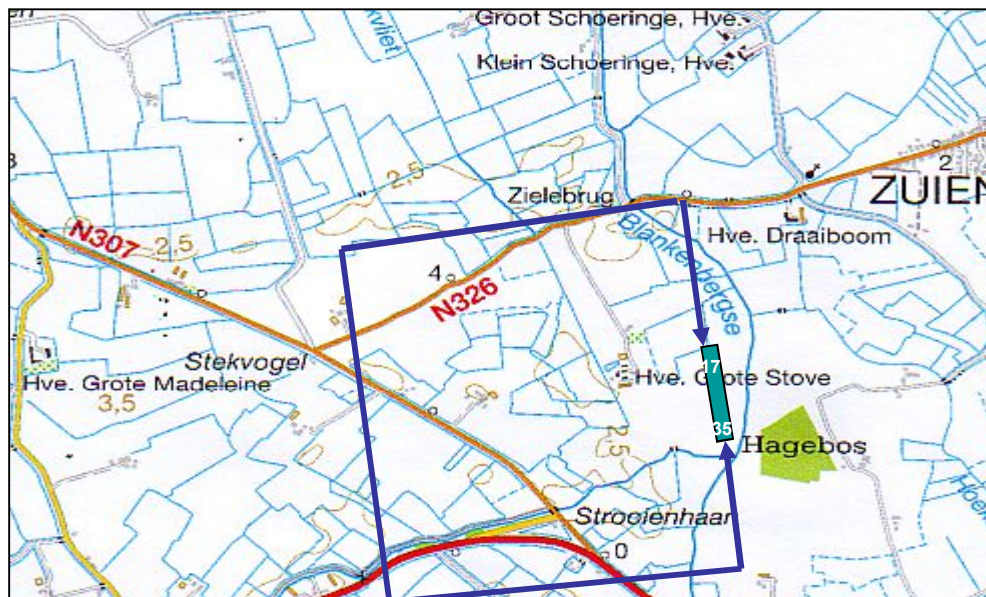 Groot Schoeringe, Hve.
Klein Schoeringe, Hve.
2,5
Zielebrug
2
ZUIEN
N307
2,5
Blankenbergse
Hve. Draaiboom
4
N326
Stekvogel
Hve. Grote Madeleine
3,5
17
Hve. Grote Stove
35
2,5
Hagebos
Strooienhaan
0